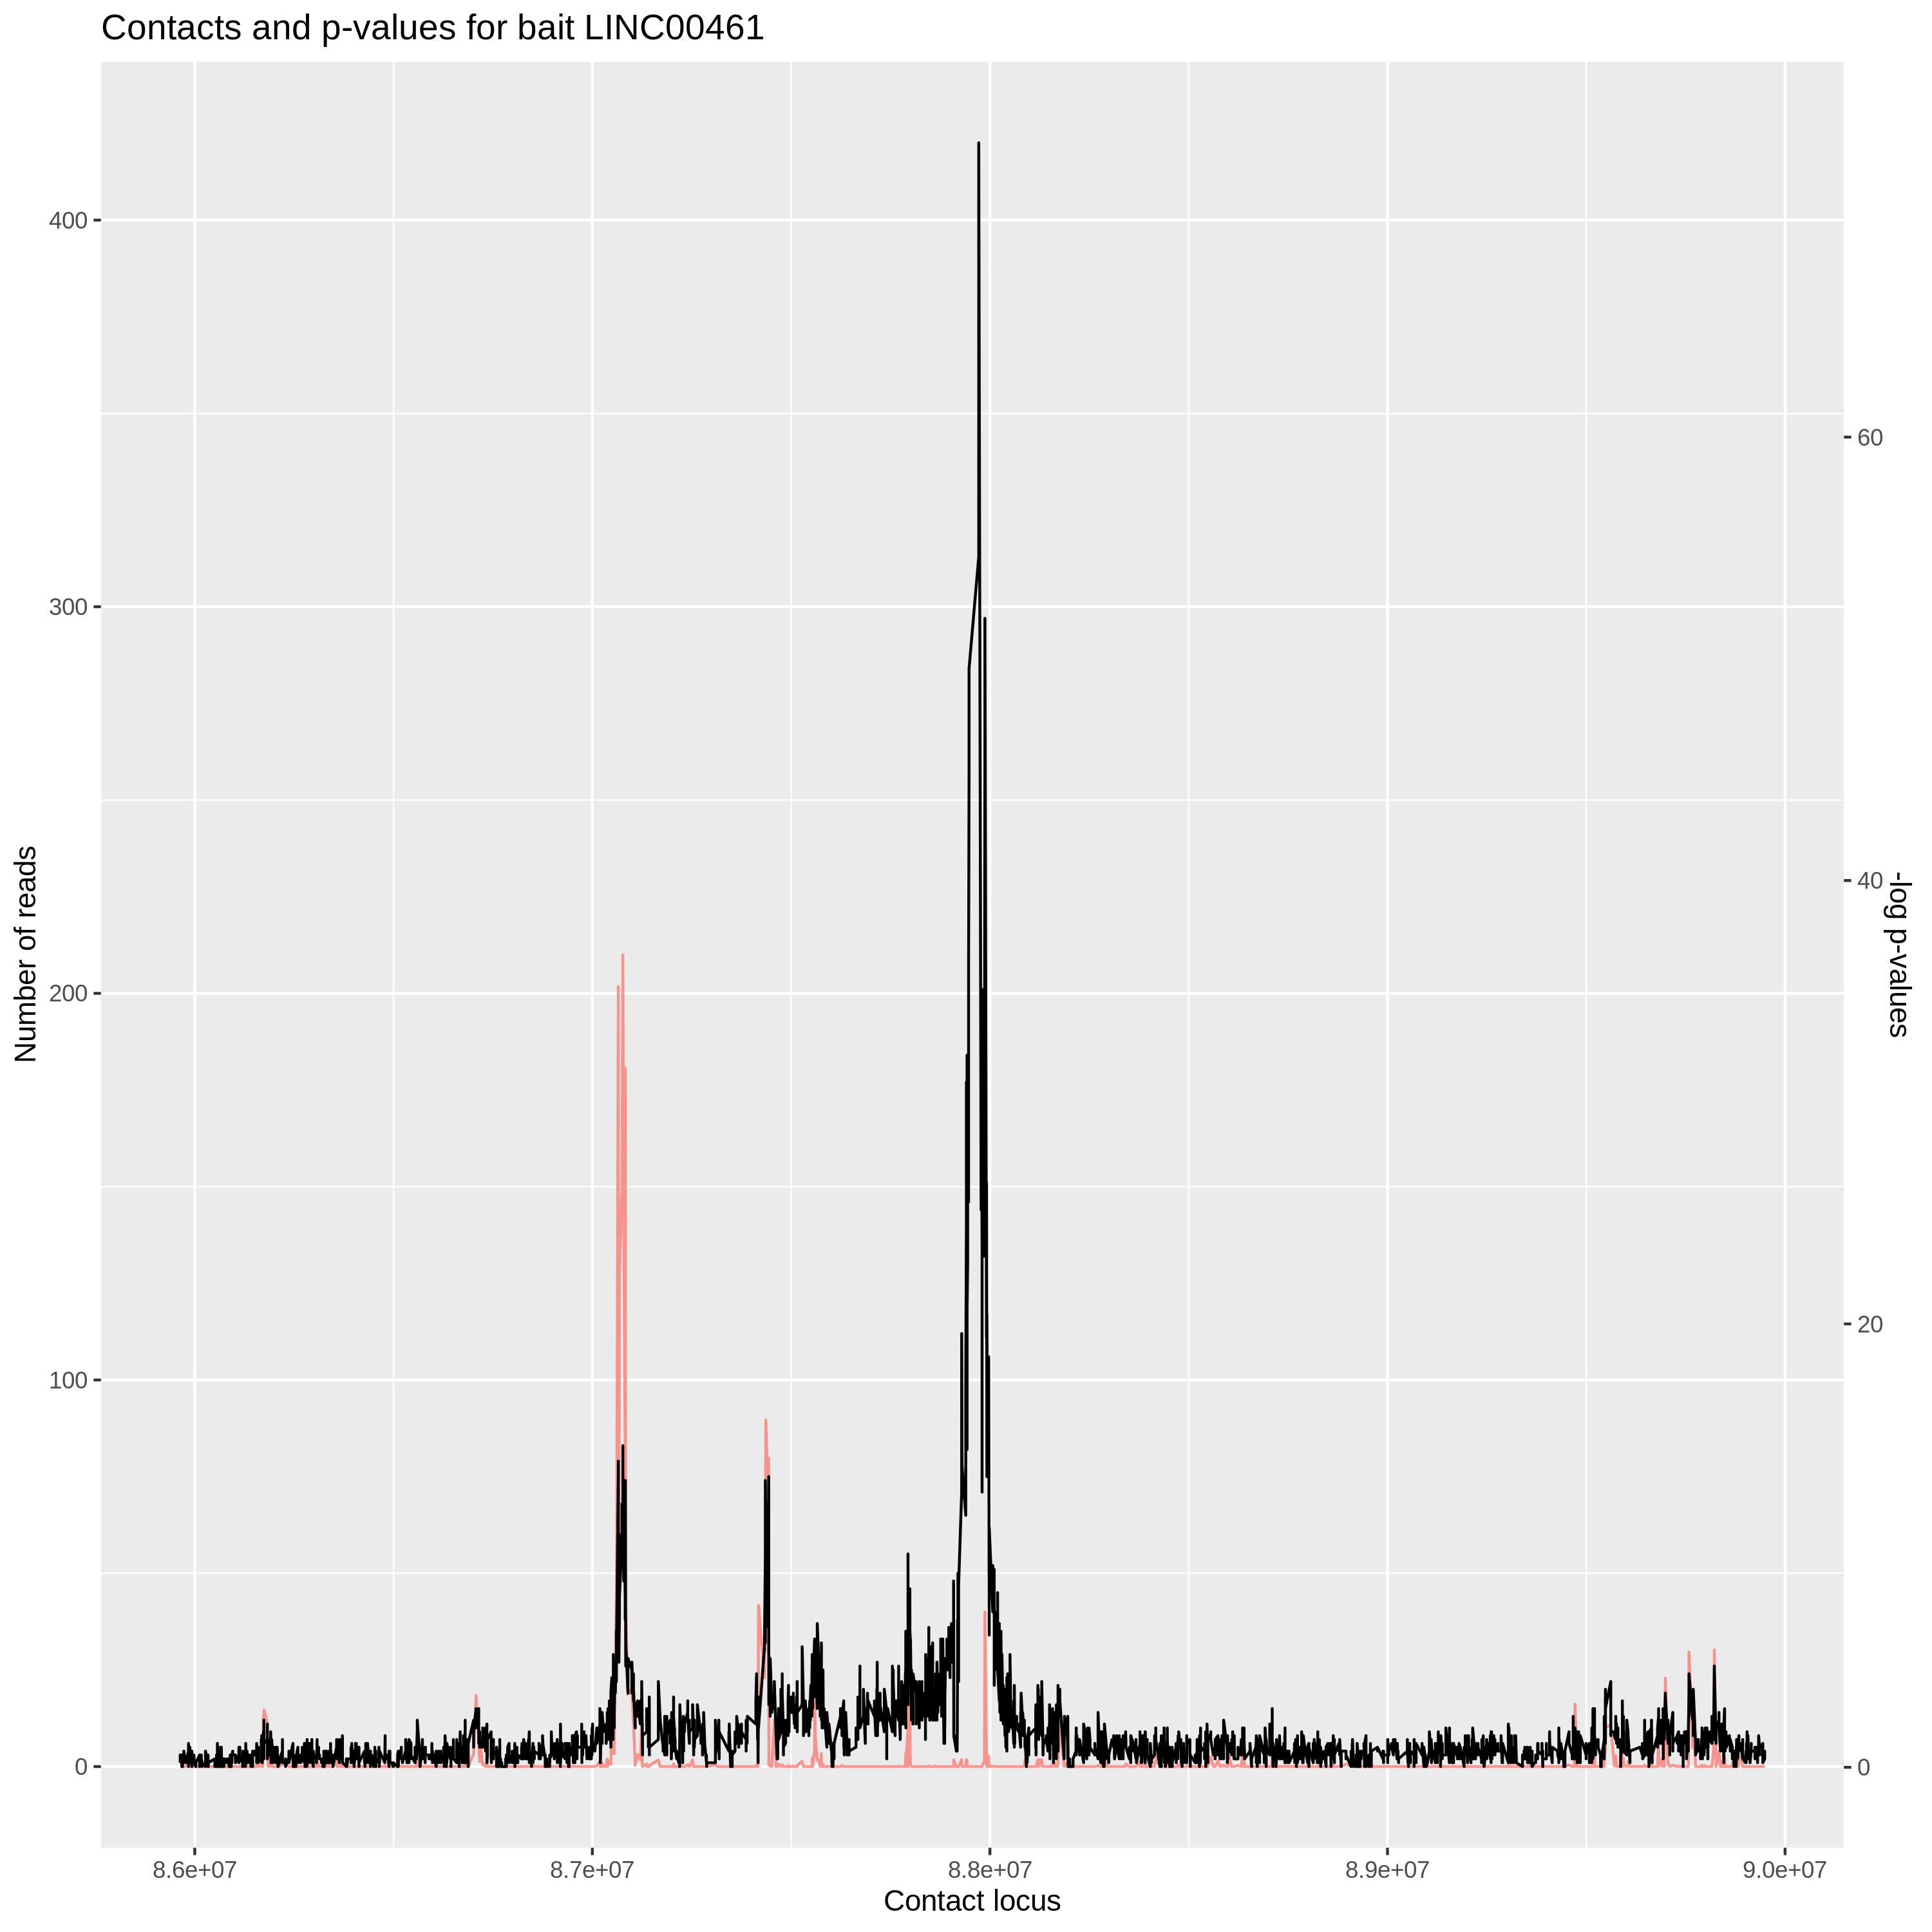 Contacts and p-values for bait LINC00461
400
300
200
100
0
Number of reads
60
40
20
0
-log p-values
8.6e+07
8.7e+07
8.8e+07
8.9e+07
9.0e+07
Contact locus